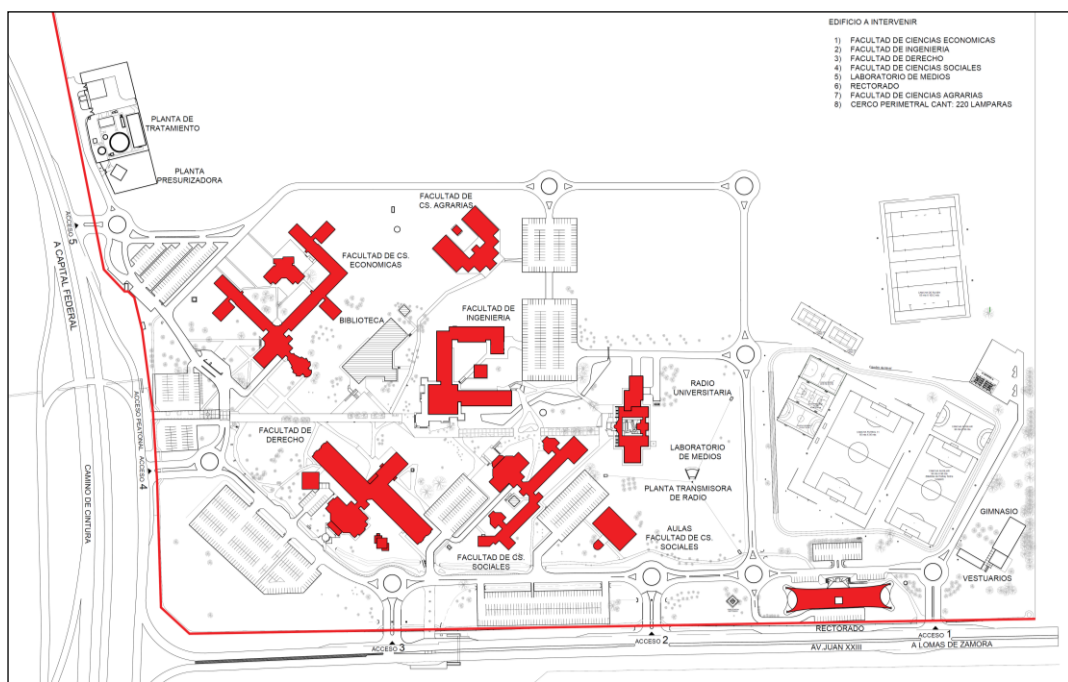 EDIFICIO A INTERVENIR
1) FACULTAD DE CIENCIAS ECONOMICAS
2) FACULTAD DE INGENIERIA
3) FACULTAD DE DERECHO
4) FACULTAD DE CIENCIAS SOCIALES
5) LABORATORIO DE MEDIOS
6) RECTORADO
7) FACULTAD DE CIENCIAS AGRARIAS
8) CERCO PERIMETRAL CANT: 220 LAMPARAS
PLANTA DE
TRATAMIENTO
PLANTA
PRESURIZADORA
ACCESO 5
A CAPITAL FEDERAL
FACULTAD DE
CS. AGRARIAS
FACULTAD DE CS.
ECONOMICAS
BIBLIOTECA
FACULTAD DE
INGENIERIA
RADIO
UNIVERSITARIA
ACCESO PEATONAL
FACULTAD DE
DERECHO
LABORATORIO
DE MEDIOS
ACCESO 4
CAMINO DE CINTURA
PLANTA TRANSMISORA
DE RADIO
GIMNASIO
AULAS
FACULTAD DE CS.
SOCIALES
FACULTAD DE CS.
SOCIALES
VESTUARIOS
RECTORADO
ACCESO 1
ACCESO 2
ACCESO 3
AV.JUAN XXIII
A LOMAS DE ZAMORA